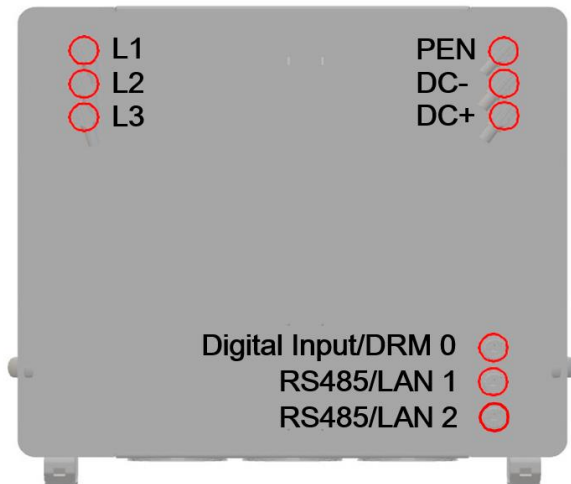 L1
L2
L3
PEN
DC-
DC+
Digital Input/DRM 0
RS485/LAN 1
RS485/LAN 2